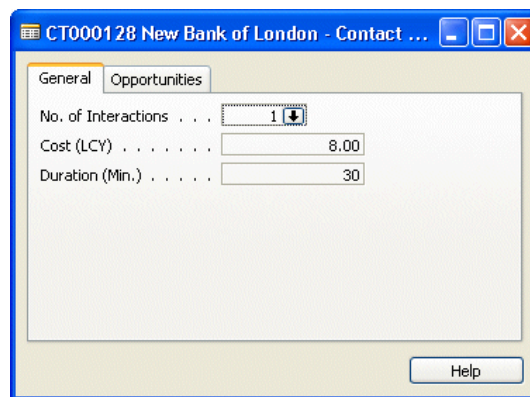 CT000128 New Bank of London - Contact ...
General Opportunities
No. of Interactions . . . 1
Cost (LCY) . . . . . . . 8.00
Duration (Min.) . . . . . 30
Help